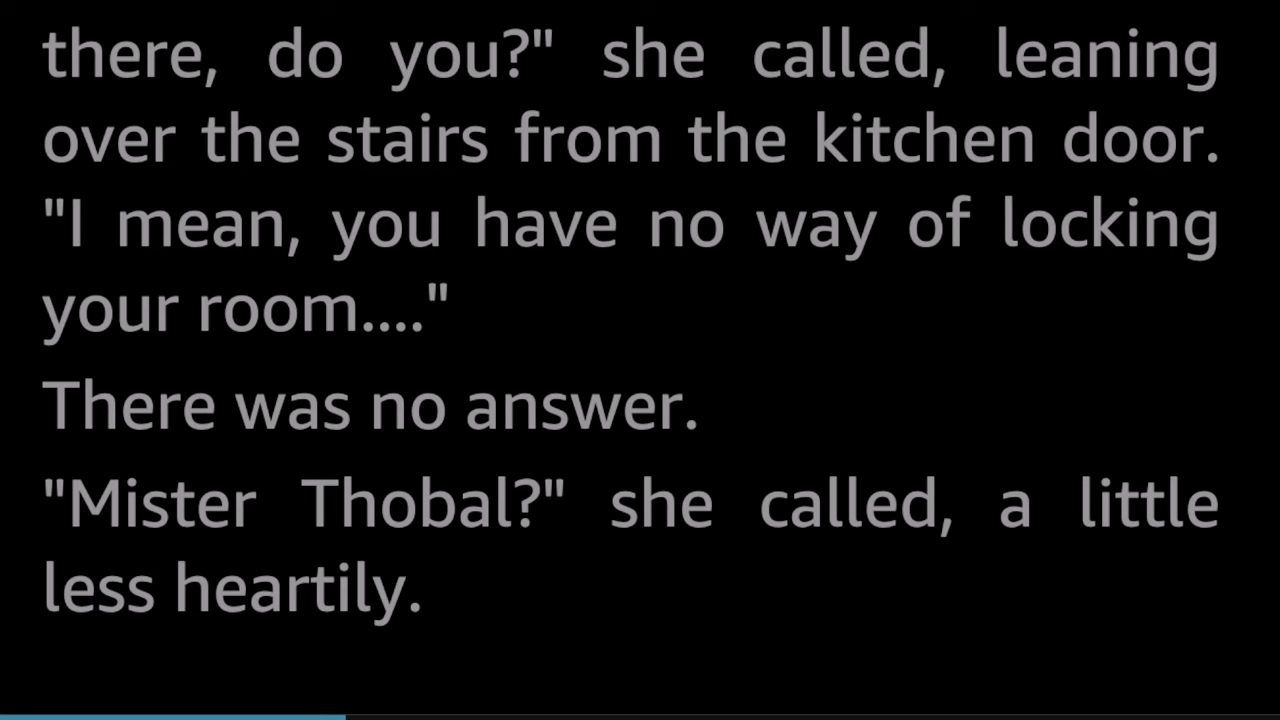 there, do you?" she called, leaning
over the stairs from the kitchen door.
"I mean, you have no way of locking
your room...."
There was no answer.
"Mister Thobal?" she called, a little
less heartily.